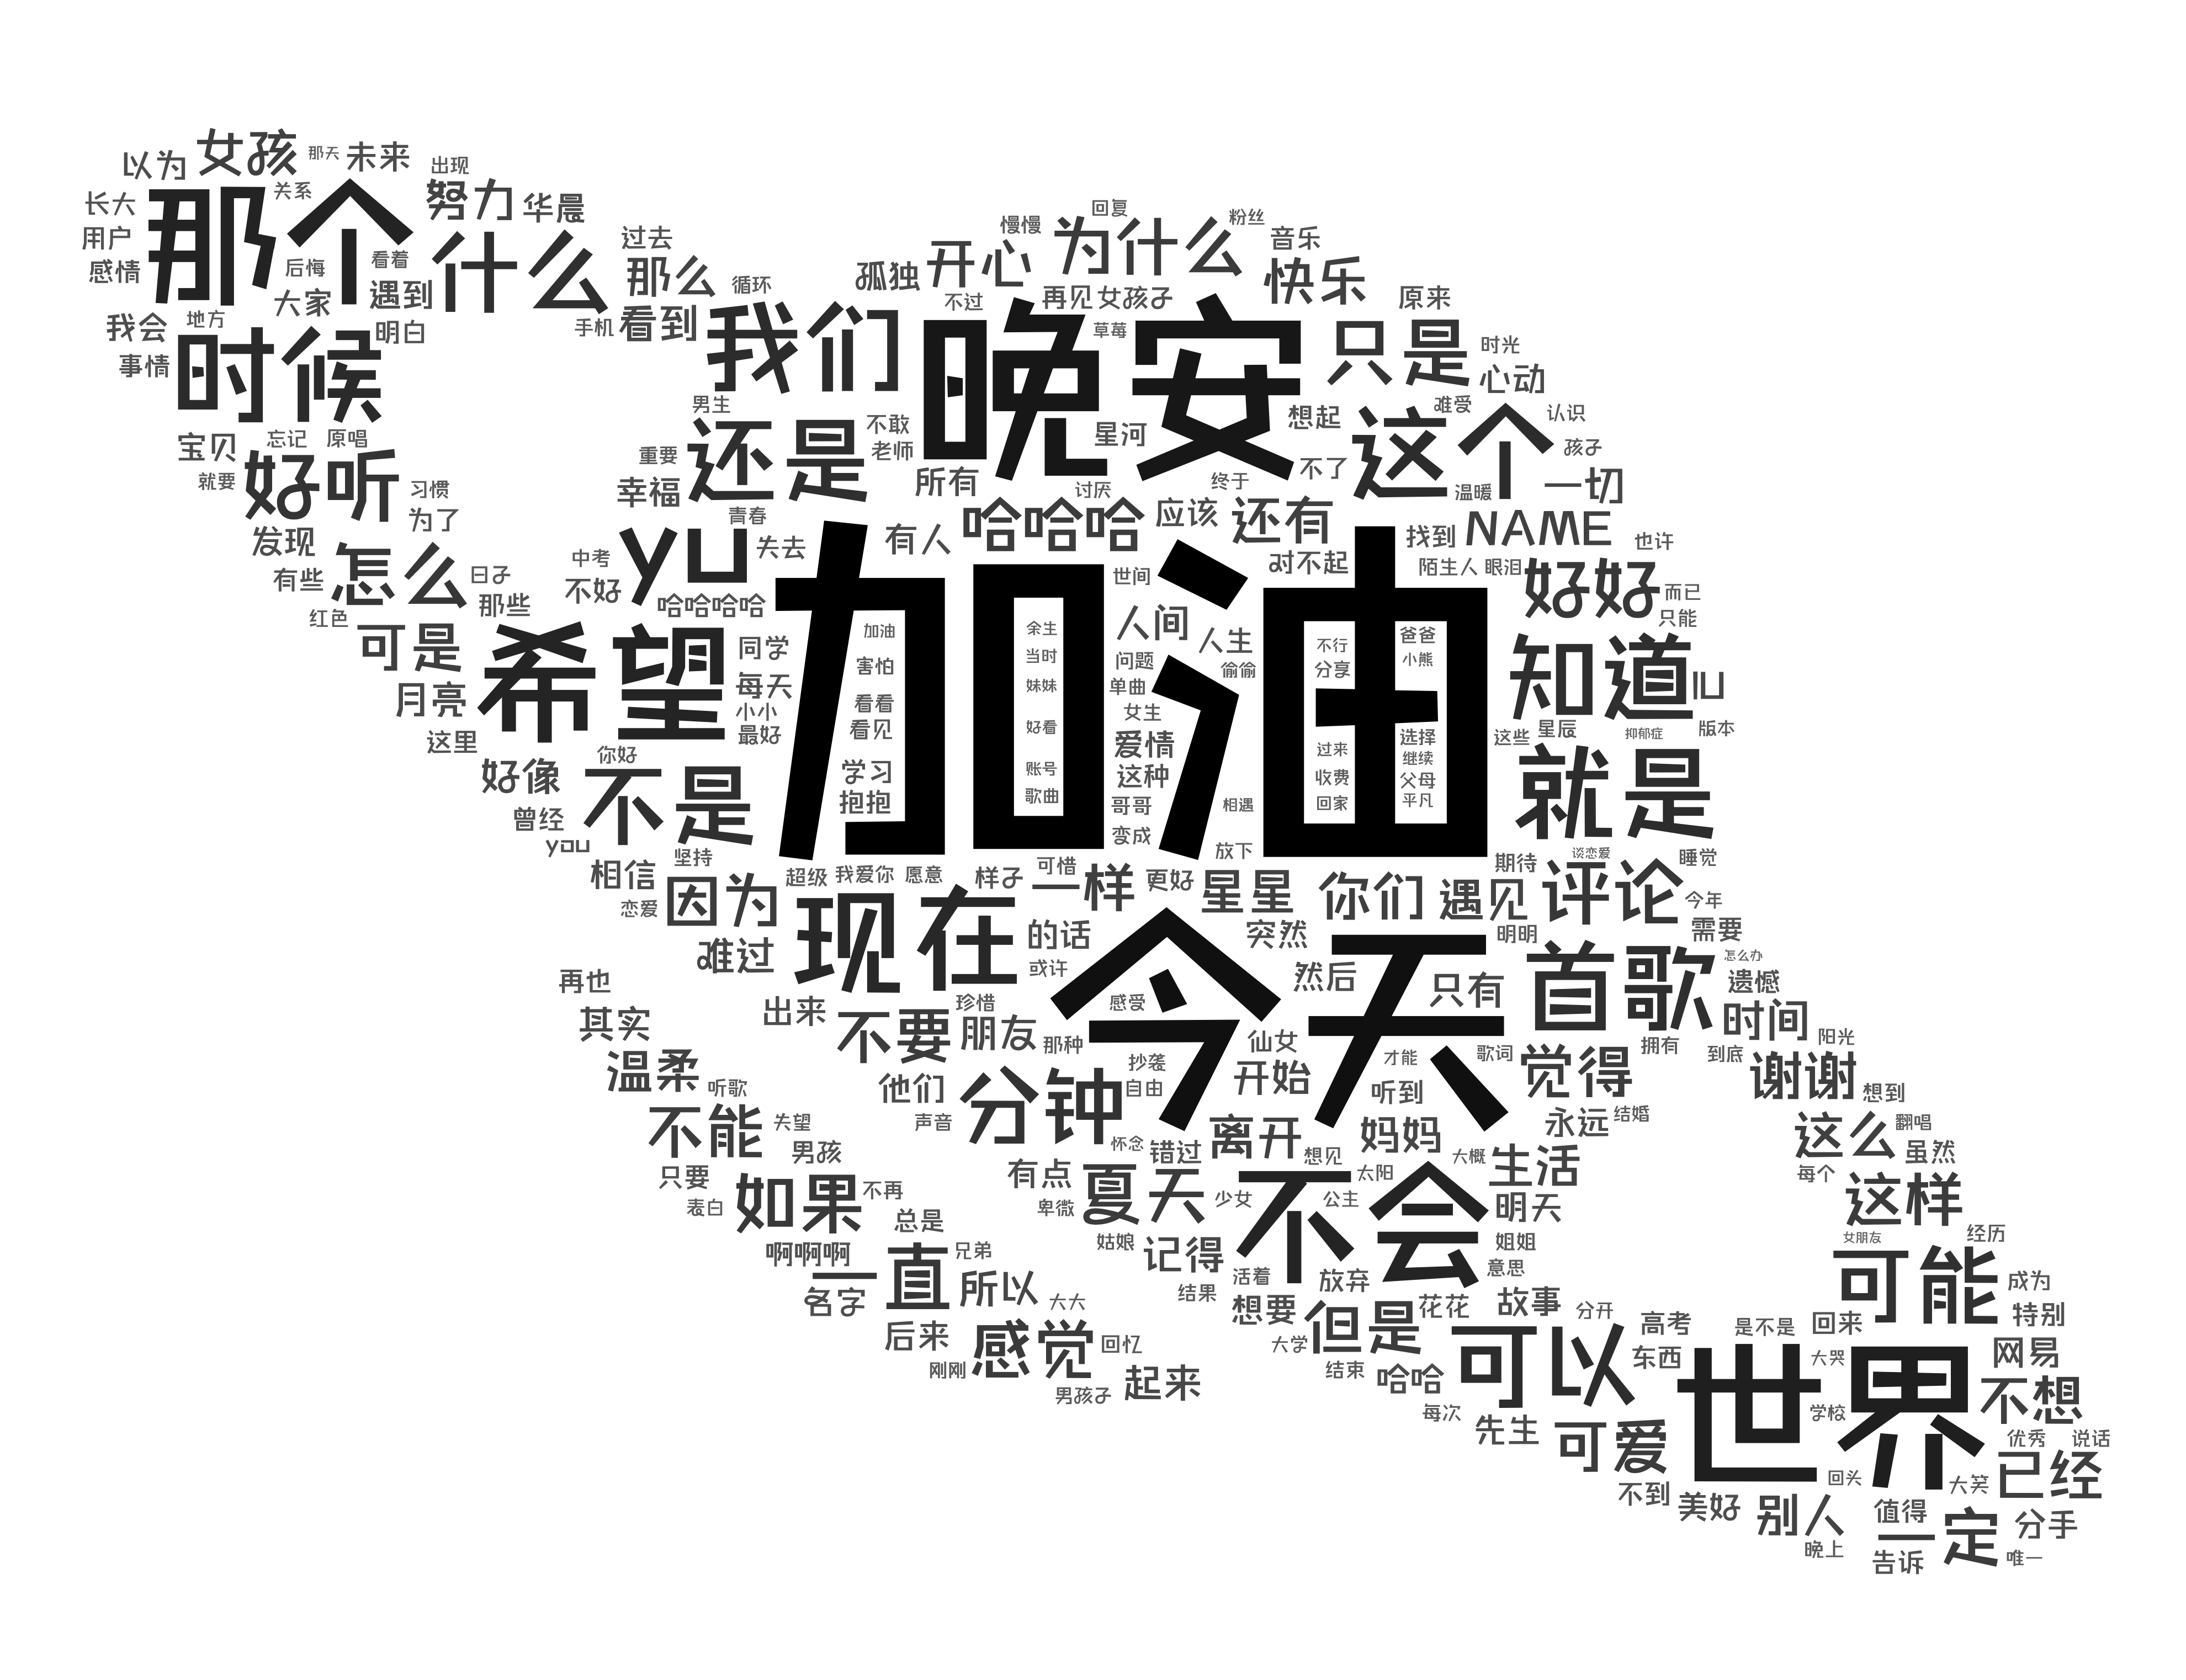 以为 女孩 那天 未来 出现
长大 那个 关系 努力 华晨
用户 后悔 看着 什么 过去 慢慢 回复 粉丝
感情 大家 遇到 那么 循环 孤独 开心 为什么 音乐
我会 地方 明白 手机 看到 不过 再见 女孩子 快乐 原来
事情 时候 我们 晚安 草莓 只是 时光
心动
宝贝 忘记 原唱 男生 不敢 星河 想起 难受 认识
就要 好听 重要 还是 老师 这个 孩子
习惯 幸福 所有 讨厌 终于 不了 温暖 一切
为了 青春 有人 哈哈哈 应该 还有 找到 NAME
发现 中考 yu 失去 对不起 也许
有些 怎么 日子 不好 世间 陌生人 眼泪 好好 而已
红色 那些 哈哈哈哈 加油 人间 只能
可是 希望 同学 加油 余生 人生 不行 爸爸 知道
月亮 每天 害怕 当时 问题 偷偷 分享 小熊
小小 看看 妹妹 单曲 IU
这里 最好 看见 好看 女生 这些 星辰 抑郁症 版本
好像 你好 爱情 过来 选择 就是
不是 学习 账号 这种 收费 继续
曾经 抱抱 歌曲 哥哥 相遇 回家 父母
you 变成 平凡
相信 坚持 超级 我爱你 愿意 样子 可惜 放下 期待 谈恋爱 睡觉
恋爱 因为 一样 更好 星星 你们 遇见 评论 今年
难过 现在 的话 突然 明明 需要
再也 或许 今天 然后 首歌 怎么办
其实 出来 珍惜 感受 只有 遗憾
温柔 不要 朋友 那种 仙女 时间 阳光
听歌 他们 分钟 抄袭 开始 才能 歌词 觉得 拥有 到底 谢谢
不能 失望 声音 自由 听到 永远 结婚 想到
男孩 怀念 错过 离开 妈妈 大概 这么 翻唱
只要 有点 夏天 想见 太阳 生活 每个 虽然
表白 如果 不再 卑微 少女 公主 明天 这样
总是 姑娘 记得 不会 姐姐 女朋友 经历
啊啊啊 一直 兄弟 活着 放弃 意思 可能 成为
名字 所以 大大 结果 想要 花花 故事 分开 特别
后来 感觉 回忆 大学 但是 可以 高考 是不是 回来 网易
刚刚 起来 结束 哈哈 东西 世界 大哭 不想
男孩子 每次 先生 可爱 学校 优秀 说话
不到 回头 大笑 已经
美好 别人 值得 一定 分手
晚上 告诉 唯一